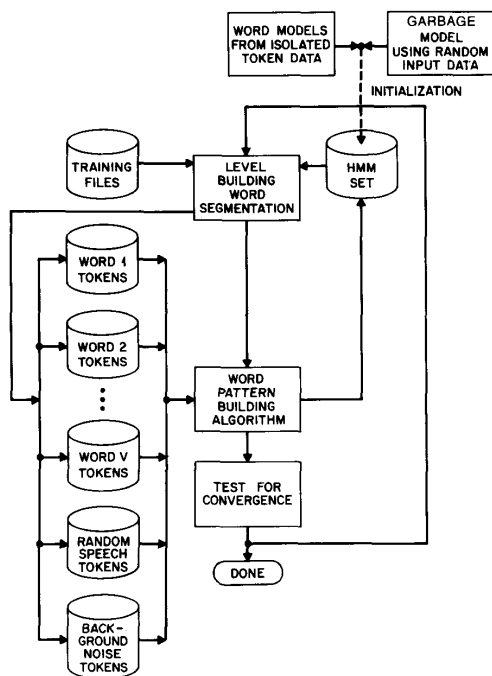 WORD MODELS
FROM ISOLATED
TOKEN DATA
GARBAGE
MODEL
USING RANDOM
INPUT DATA
INITIALIZATION
TRAINING
FILES
LEVEL
BUILDING
WORD
SEGMENTATION
HMM
SET
WORD 1
TOKENS
WORD 2
TOKENS
WORD V
TOKENS
RANDOM
SPEECH
TOKENS
BACK-
GROUND
NOISE
TOKENS
WORD
PATTERN
BUILDING
ALGORITHM
TEST FOR
CONVERGENCE
DONE